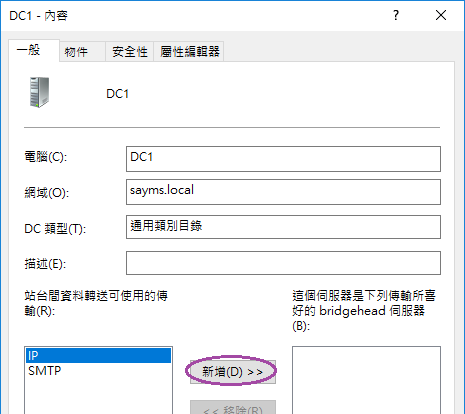 DC1 - 內容
一般 物件 安全性 屬性編輯器
DC1
電腦(C): DC1
網域(O): sayms.local
DC 類型(T): 通用類別目錄
描述(E):
站台間資料轉送可使用的傳
輸(R):
這個伺服器是下列傳輸所喜
好的 bridgehead 伺服器
(B):
IP
SMTP
新增(D) >>
<< 移除(R)